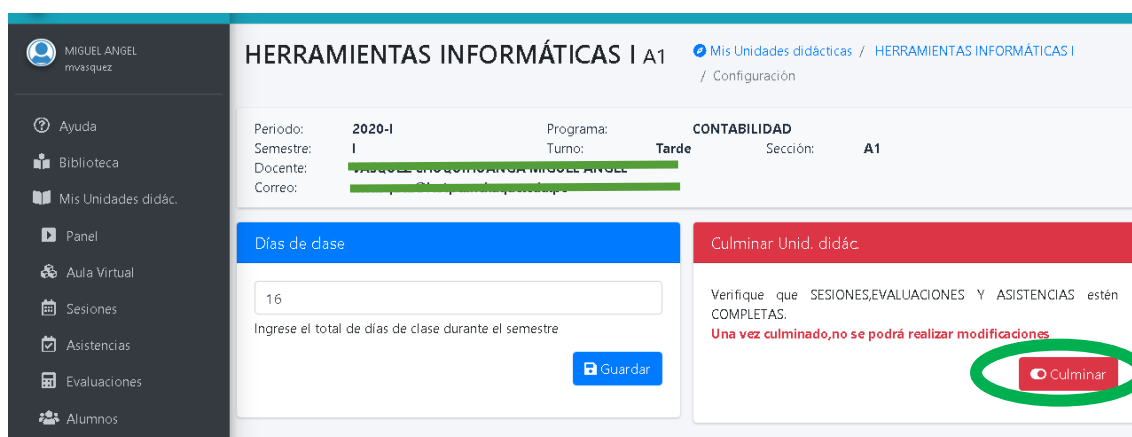 MIGUEL ANGEL
mvasquez
Ayuda
Biblioteca
Mis Unidades didác.
Panel
Aula Virtual
Sesiones
Asistencias
Evaluaciones
Alumnos
HERRAMIENTAS INFORMÁTICAS I A1
Mis Unidades didácticas / HERRAMIENTAS INFORMÁTICAS I
/ Configuración
Periodo: 2020-I Programa: CONTABILIDAD
Semestre: I Turno: Tarde Sección: A1
Docente:
Correo:
Días de clase
16
Ingrese el total de días de clase durante el semestre
Guardar
Culminar Unid. didác.
Verifique que SESIONES,EVALUACIONES Y ASISTENCIAS estén
COMPLETAS.
Una vez culminado,no se podrá realizar modificaciones
Culminar